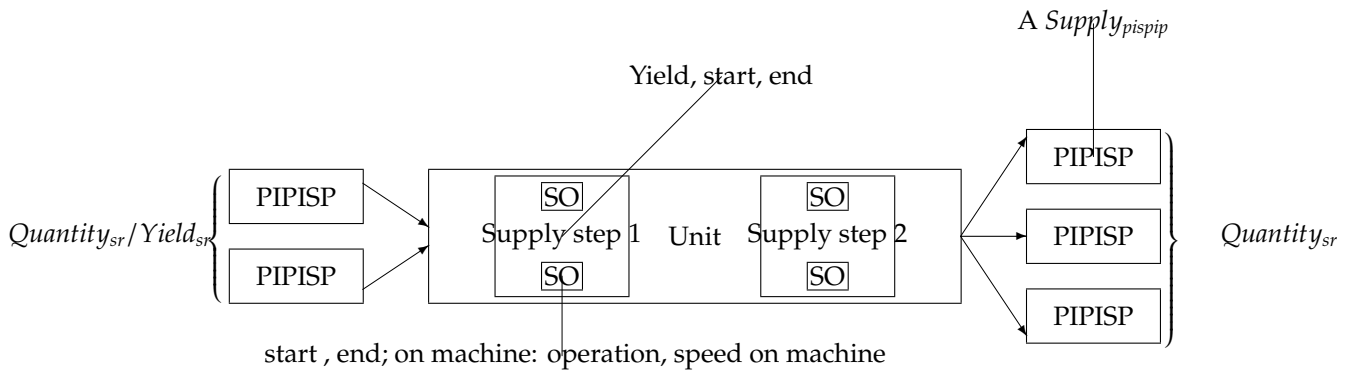 A Supply_pispip
Yield, start, end
PIPISP
PIPISP
SO
SO
PIPISP
Quantity_sr/Yield_sr
Supply step 1
Unit
Supply step 2
PIPISP
Quantity_sr
PIPISP
SO
SO
PIPISP
start , end; on machine: operation, speed on machine